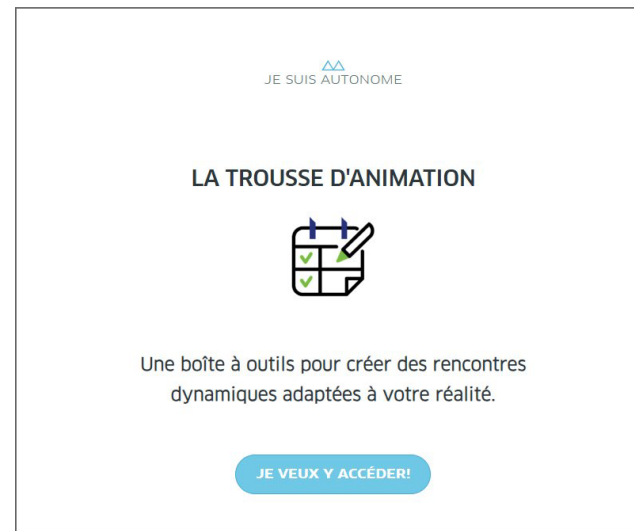 JE SUIS AUTONOME
LA TROUSSE D'ANIMATION
Une boîte à outils pour créer des rencontres
dynamiques adaptées à votre réalité.
JE VEUX Y ACCÉDER!